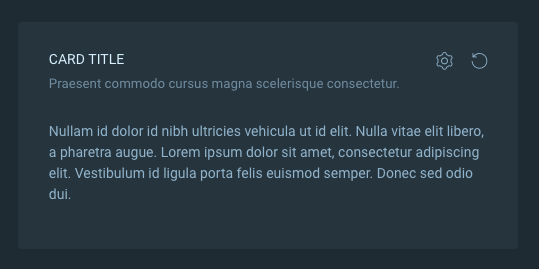 CARD TITLE
Praesent commodo cursus magna scelerisque consectetur.
Nullam id dolor id nibh ultricies vehicula ut id elit. Nulla vitae elit libero,
a pharetra augue. Lorem ipsum dolor sit amet, consectetur adipiscing
elit. Vestibulum id ligula porta felis euismod semper. Donec sed odio
dui.